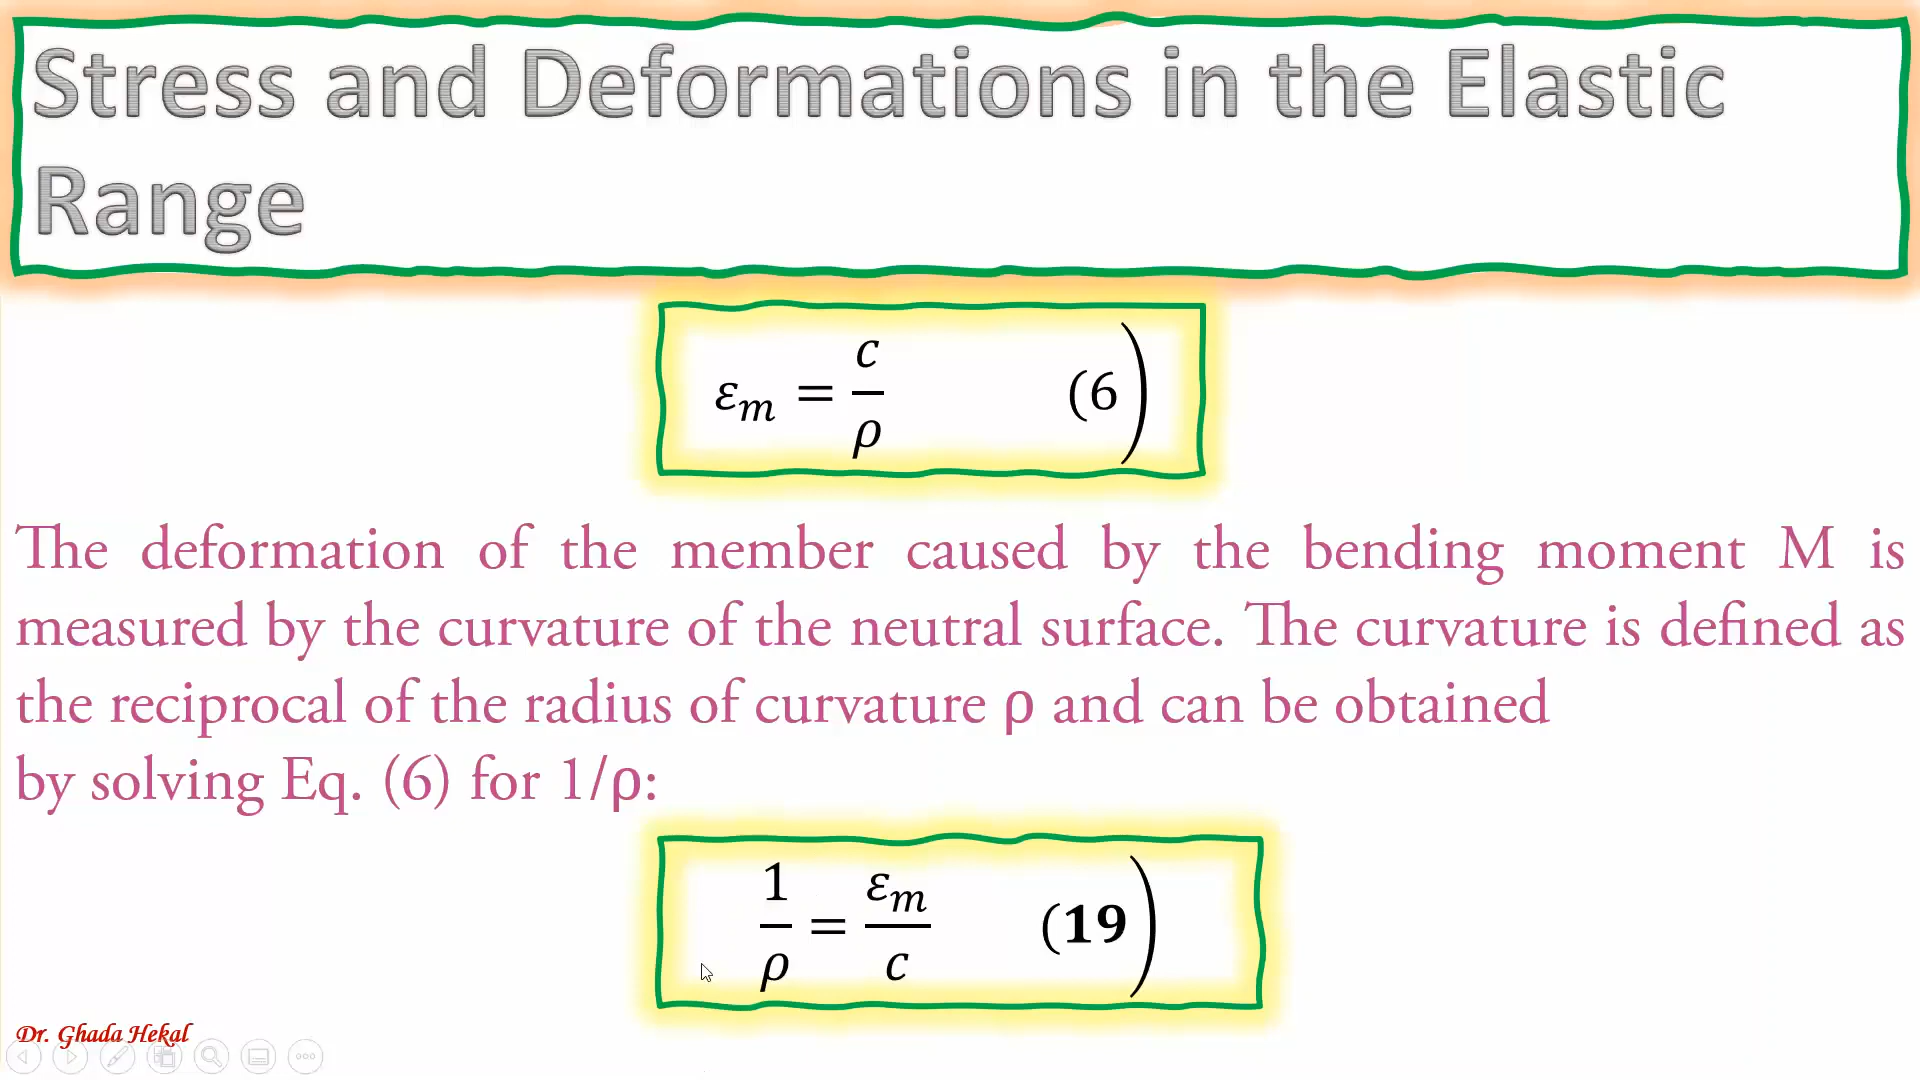 Stress and Deformations in the Elastic
Range
ε_m = c/ρ (6)
The deformation of the member caused by the bending moment M is
measured by the curvature of the neutral surface. The curvature is defined as
the reciprocal of the radius of curvature ρ and can be obtained
by solving Eq. (6) for 1/ρ:
1/ρ = ε_m/c (19)
Dr. Ghada Hekal